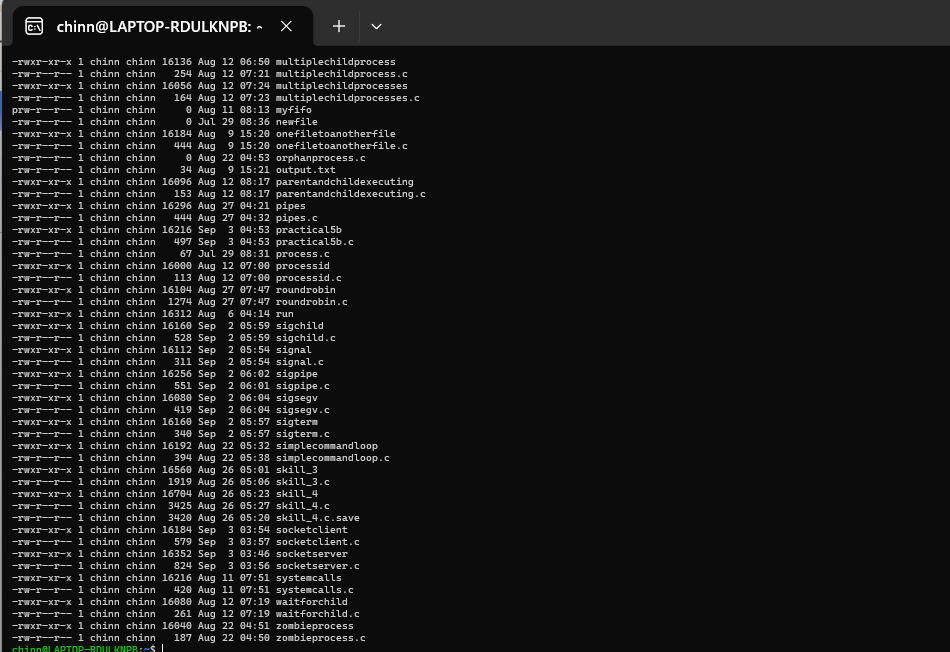 chinn@LAPTOP-RDULKNPB: ~
-rwxr-xr-x 1 chinn chinn 16136 Aug 12 06:50 multiplechildprocess
-rw-r--r-- 1 chinn chinn   254 Aug 12 07:21 multiplechildprocess.c
-rwxr-xr-x 1 chinn chinn 16056 Aug 12 07:24 multiplechildprocesses
-rw-r--r-- 1 chinn chinn   164 Aug 12 07:23 multiplechildprocesses.c
prw-r--r-- 1 chinn chinn     0 Aug 11 08:13 myfifo
-rw-r--r-- 1 chinn chinn     0 Jul 29 08:36 newfile
-rwxr-xr-x 1 chinn chinn 16184 Aug  9 15:20 onefiletoanotherfile
-rw-r--r-- 1 chinn chinn   444 Aug  9 15:20 onefiletoanotherfile.c
-rw-r--r-- 1 chinn chinn     0 Aug 22 04:53 orphanprocess.c
-rw-r--r-- 1 chinn chinn    34 Aug  9 15:21 output.txt
-rwxr-xr-x 1 chinn chinn 16096 Aug 12 08:17 parentandchildexecuting
-rw-r--r-- 1 chinn chinn   153 Aug 12 08:17 parentandchildexecuting.c
-rwxr-xr-x 1 chinn chinn 16296 Aug 27 04:21 pipes
-rw-r--r-- 1 chinn chinn   444 Aug 27 04:32 pipes.c
-rwxr-xr-x 1 chinn chinn 16216 Sep  3 04:53 practical5b
-rw-r--r-- 1 chinn chinn   497 Sep  3 04:53 practical5b.c
-rw-r--r-- 1 chinn chinn    67 Jul 29 08:31 process.c
-rwxr-xr-x 1 chinn chinn 16000 Aug 12 07:00 processid
-rw-r--r-- 1 chinn chinn   113 Aug 12 07:00 processid.c
-rwxr-xr-x 1 chinn chinn 16104 Aug 27 07:47 roundrobin
-rw-r--r-- 1 chinn chinn  1274 Aug 27 07:47 roundrobin.c
-rwxr-xr-x 1 chinn chinn 16312 Aug  6 04:14 run
-rwxr-xr-x 1 chinn chinn 16160 Sep  2 05:59 sigchild
-rw-r--r-- 1 chinn chinn   528 Sep  2 05:59 sigchild.c
-rwxr-xr-x 1 chinn chinn 16112 Sep  2 05:54 signal
-rw-r--r-- 1 chinn chinn   311 Sep  2 05:54 signal.c
-rwxr-xr-x 1 chinn chinn 16256 Sep  2 06:02 sigpipe
-rw-r--r-- 1 chinn chinn   551 Sep  2 06:01 sigpipe.c
-rwxr-xr-x 1 chinn chinn 16080 Sep  2 06:04 sigsegv
-rw-r--r-- 1 chinn chinn   419 Sep  2 06:04 sigsegv.c
-rwxr-xr-x 1 chinn chinn 16160 Sep  2 05:57 sigterm
-rw-r--r-- 1 chinn chinn   340 Sep  2 05:57 sigterm.c
-rwxr-xr-x 1 chinn chinn 16192 Aug 22 05:32 simplecommandloop
-rw-r--r-- 1 chinn chinn   394 Aug 22 05:38 simplecommandloop.c
-rwxr-xr-x 1 chinn chinn 16560 Aug 26 05:01 skill_3
-rw-r--r-- 1 chinn chinn  1919 Aug 26 05:06 skill_3.c
-rwxr-xr-x 1 chinn chinn 16704 Aug 26 05:23 skill_4
-rw-r--r-- 1 chinn chinn  3425 Aug 26 05:27 skill_4.c
-rw-r--r-- 1 chinn chinn  3420 Aug 26 05:20 skill_4.c.save
-rwxr-xr-x 1 chinn chinn 16184 Sep  3 03:54 socketclient
-rw-r--r-- 1 chinn chinn   579 Sep  3 03:57 socketclient.c
-rwxr-xr-x 1 chinn chinn 16352 Sep  3 03:46 socketserver
-rw-r--r-- 1 chinn chinn   824 Sep  3 03:56 socketserver.c
-rwxr-xr-x 1 chinn chinn 16216 Aug 11 07:51 systemcalls
-rw-r--r-- 1 chinn chinn   420 Aug 11 07:51 systemcalls.c
-rwxr-xr-x 1 chinn chinn 16080 Aug 12 07:19 waitforchild
-rw-r--r-- 1 chinn chinn   261 Aug 12 07:19 waitforchild.c
-rwxr-xr-x 1 chinn chinn 16040 Aug 22 04:51 zombieprocess
-rw-r--r-- 1 chinn chinn   187 Aug 22 04:50 zombieprocess.c
chinn@LAPTOP-RDULKNPB:~$